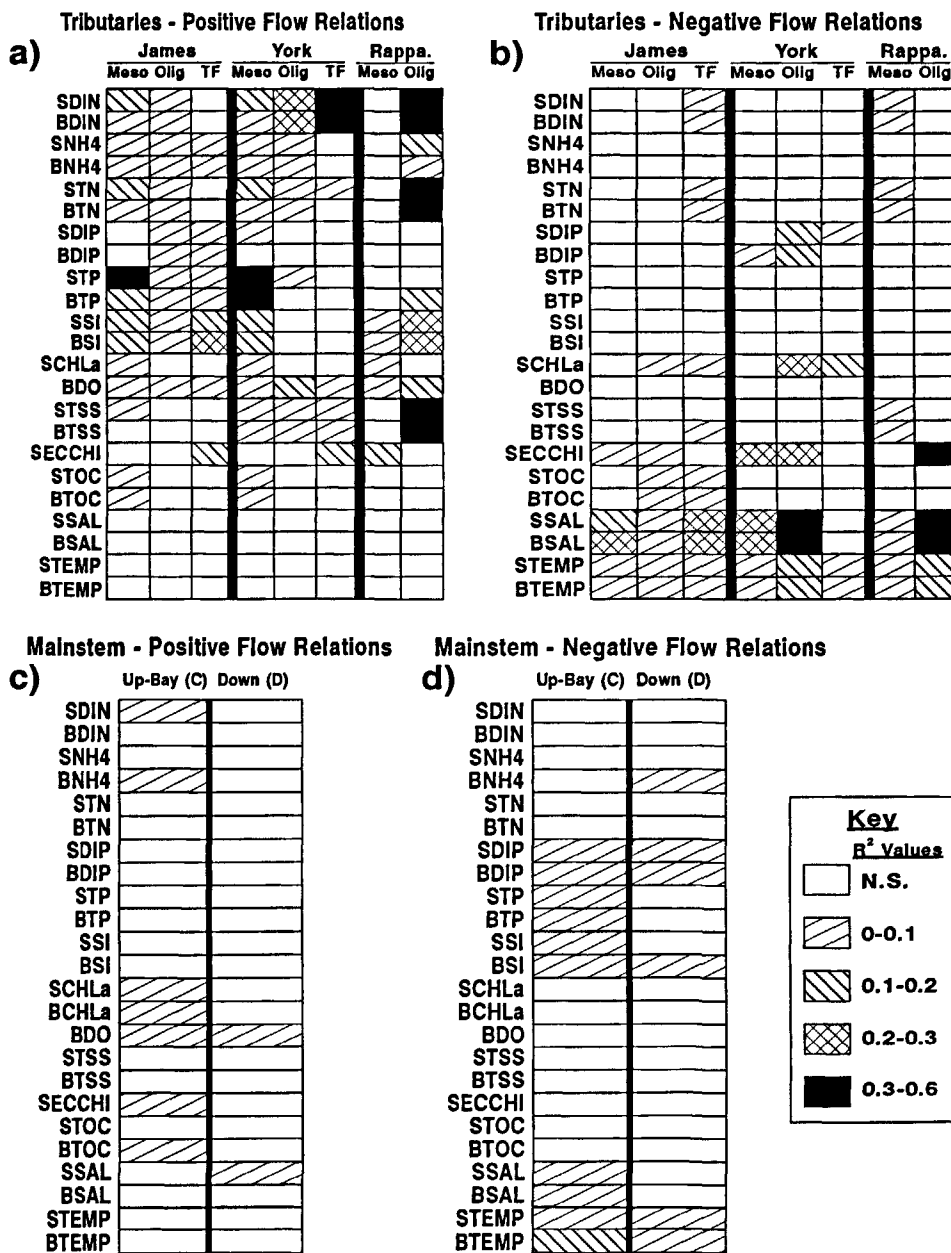 Tributaries - Positive Flow Relations
a)
James York Rappa.
Meso Olig TF Meso Olig TF Meso Olig
SDIN
BDIN
SNH4
BNH4
STN
BTN
SDIP
BDIP
STP
BTP
SSI
BSI
SCHLa
BDO
STSS
BTSS
SECCHI
STOC
BTOC
SSAL
BSAL
STEMP
BTEMP
Tributaries - Negative Flow Relations
b)
James York Rappa.
Meso Olig TF Meso Olig TF Meso Olig
SDIN
BDIN
SNH4
BNH4
STN
BTN
SDIP
BDIP
STP
BTP
SSI
BSI
SCHLa
BDO
STSS
BTSS
SECCHI
STOC
BTOC
SSAL
BSAL
STEMP
BTEMP
Mainstem - Positive Flow Relations
c)
Up-Bay (C) Down (D)
SDIN
BDIN
SNH4
BNH4
STN
BTN
SDIP
BDIP
STP
BTP
SSI
BSI
SCHLa
BCHLa
BDO
STSS
BTSS
SECCHI
STOC
BTOC
SSAL
BSAL
STEMP
BTEMP
Mainstem - Negative Flow Relations
d)
Up-Bay (C) Down (D)
SDIN
BDIN
SNH4
BNH4
STN
BTN
SDIP
BDIP
STP
BTP
SSI
BSI
SCHLa
BCHLa
BDO
STSS
BTSS
SECCHI
STOC
BTOC
SSAL
BSAL
STEMP
BTEMP
Key
R² Values
N.S.
0-0.1
0.1-0.2
0.2-0.3
0.3-0.6